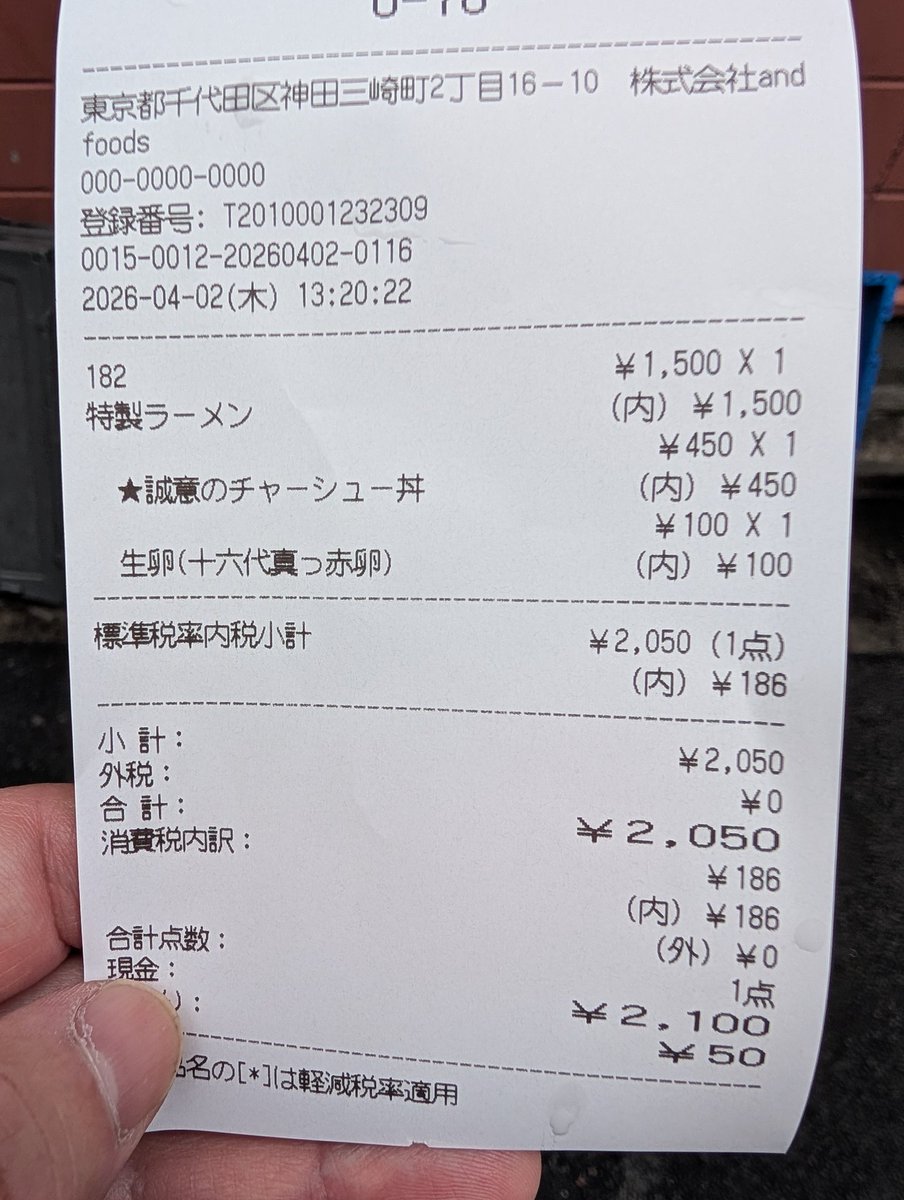 東京都千代田区神田三崎町2丁目16-10 株式会社and
foods
000-0000-0000
登録番号: T2010001232309
0015-0012-20260402-0116
2026-04-02(木) 13:20:22
182 ¥1,500 X 1
特製ラーメン (内) ¥1,500
¥450 X 1
★誠意のチャーシュー丼 (内) ¥450
¥100 X 1
生卵(十六代真っ赤卵) (内) ¥100
標準税率内税小計 ¥2,050 (1点)
(内) ¥186
小 計: ¥2,050
外税: ¥0
合 計: ¥2,050
消費税内訳: ¥186
(内) ¥186
(外) ¥0
合計点数: 1点
現金: ¥2,100
り: ¥50
名の[*]は軽減税率適用